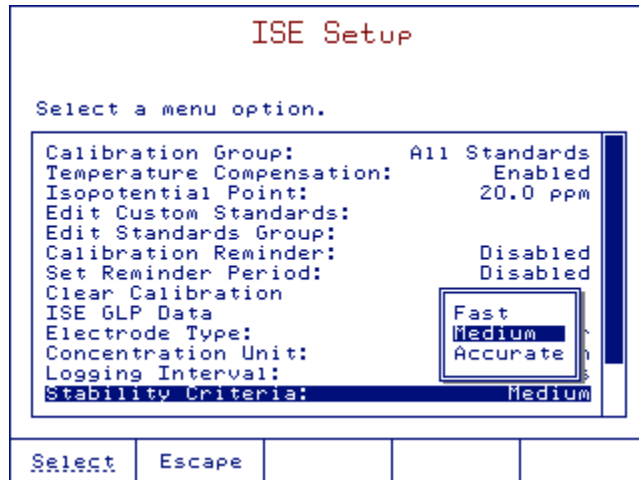 ISE Setup
Select a menu option.
Calibration Group: All Standards
Temperature Compensation: Enabled
Isopotential Point: 20.0 ppm
Edit Custom Standards:
Edit Standards Group:
Calibration Reminder: Disabled
Set Reminder Period: Disabled
Clear Calibration
ISE GLP Data
Electrode Type:
Concentration Unit:
Logging Interval:
Stability Criteria: Medium
Fast
Medium
Accurate
Select Escape